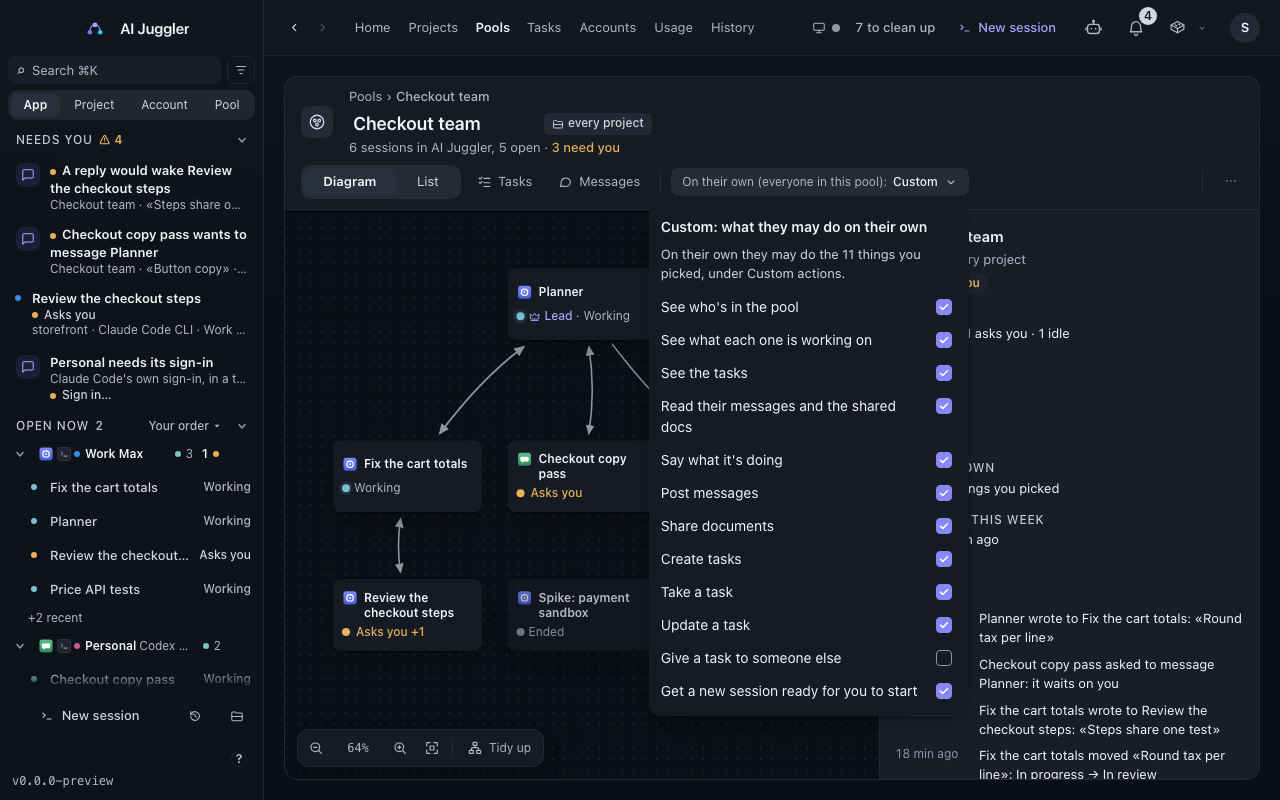 AI Juggler
Search ⌘K
App Project Account Pool
NEEDS YOU 4
A reply would wake Review
the checkout steps
Checkout team · «Steps share o…
Checkout copy pass wants to
message Planner
Checkout team · «Button copy» ·…
Review the checkout steps
Asks you
storefront · Claude Code CLI · Work …
Personal needs its sign-in
Claude Code's own sign-in, in a t…
Sign in…
OPEN NOW 2 Your order
Work Max 3 1
Fix the cart totals Working
Planner Working
Review the checkout… Asks you
Price API tests Working
+2 recent
Personal Codex … 2
Checkout copy pass Working
New session
?
v0.0.0-preview
Home Projects Pools Tasks Accounts Usage History
7 to clean up New session 4 S
Pools › Checkout team
Checkout team every project
6 sessions in AI Juggler, 5 open · 3 need you
Diagram List Tasks Messages On their own (everyone in this pool): Custom ···
Planner
Lead · Working
Fix the cart totals
Working
Checkout copy
pass
Asks you
Review the
checkout steps
Asks you +1
Spike: payment
sandbox
Ended
64% Tidy up
Custom: what they may do on their own
On their own they may do the 11 things you
picked, under Custom actions.
See who's in the pool
See what each one is working on
See the tasks
Read their messages and the shared
docs
Say what it's doing
Post messages
Share documents
Create tasks
Take a task
Update a task
Give a task to someone else
Get a new session ready for you to start
team
ry project
ou
asks you · 1 idle
OWN
ngs you picked
THIS WEEK
ago
Planner wrote to Fix the cart totals: «Round
tax per line»
Checkout copy pass asked to message
Planner: it waits on you
Fix the cart totals wrote to Review the
checkout steps: «Steps share one test»
18 min ago Fix the cart totals moved «Round tax per
line»: In progress → In review